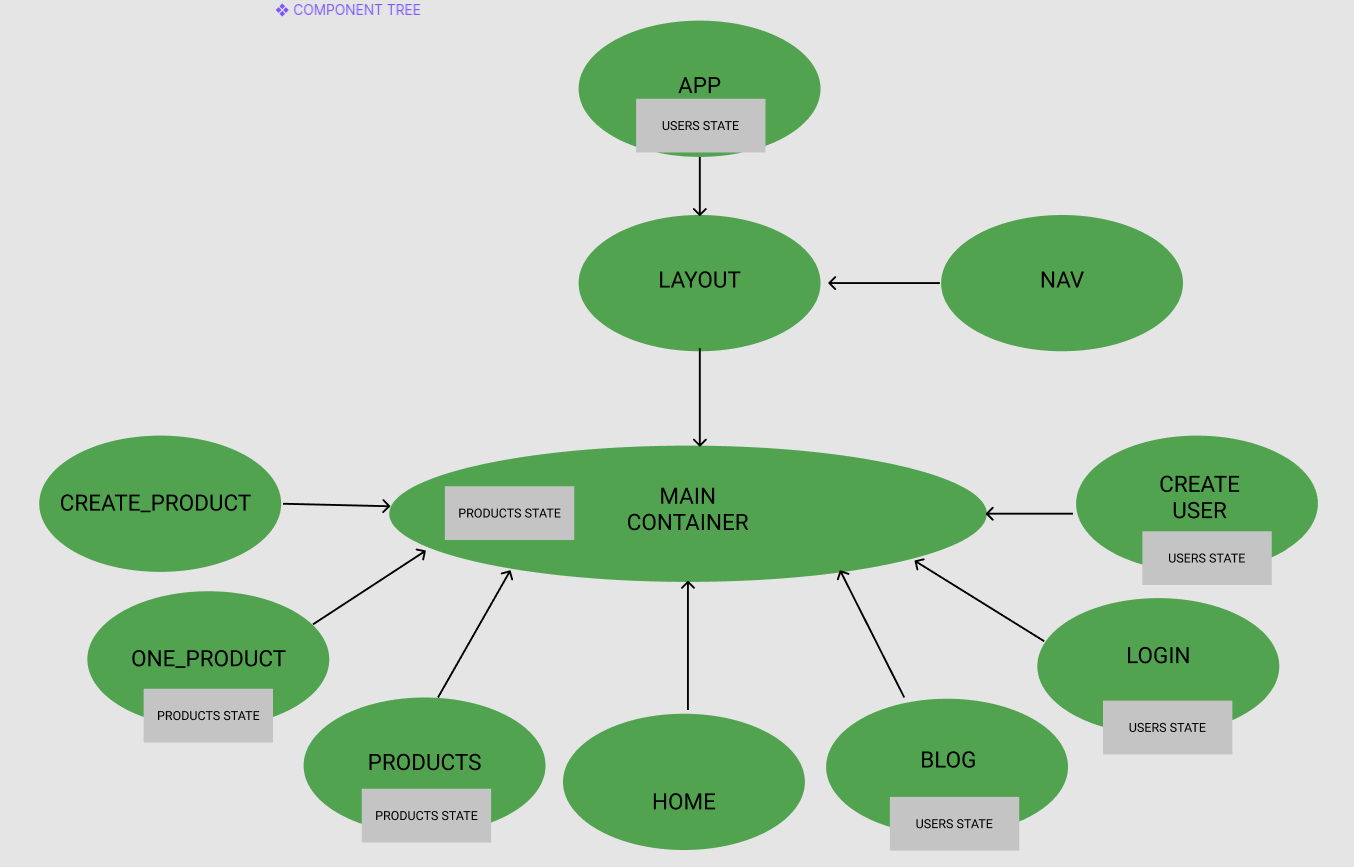 COMPONENT TREE
APP
USERS STATE
LAYOUT
NAV
CREATE_PRODUCT
PRODUCTS STATE
MAIN
CONTAINER
CREATE
USER
USERS STATE
ONE_PRODUCT
PRODUCTS STATE
LOGIN
USERS STATE
PRODUCTS
PRODUCTS STATE
HOME
BLOG
USERS STATE